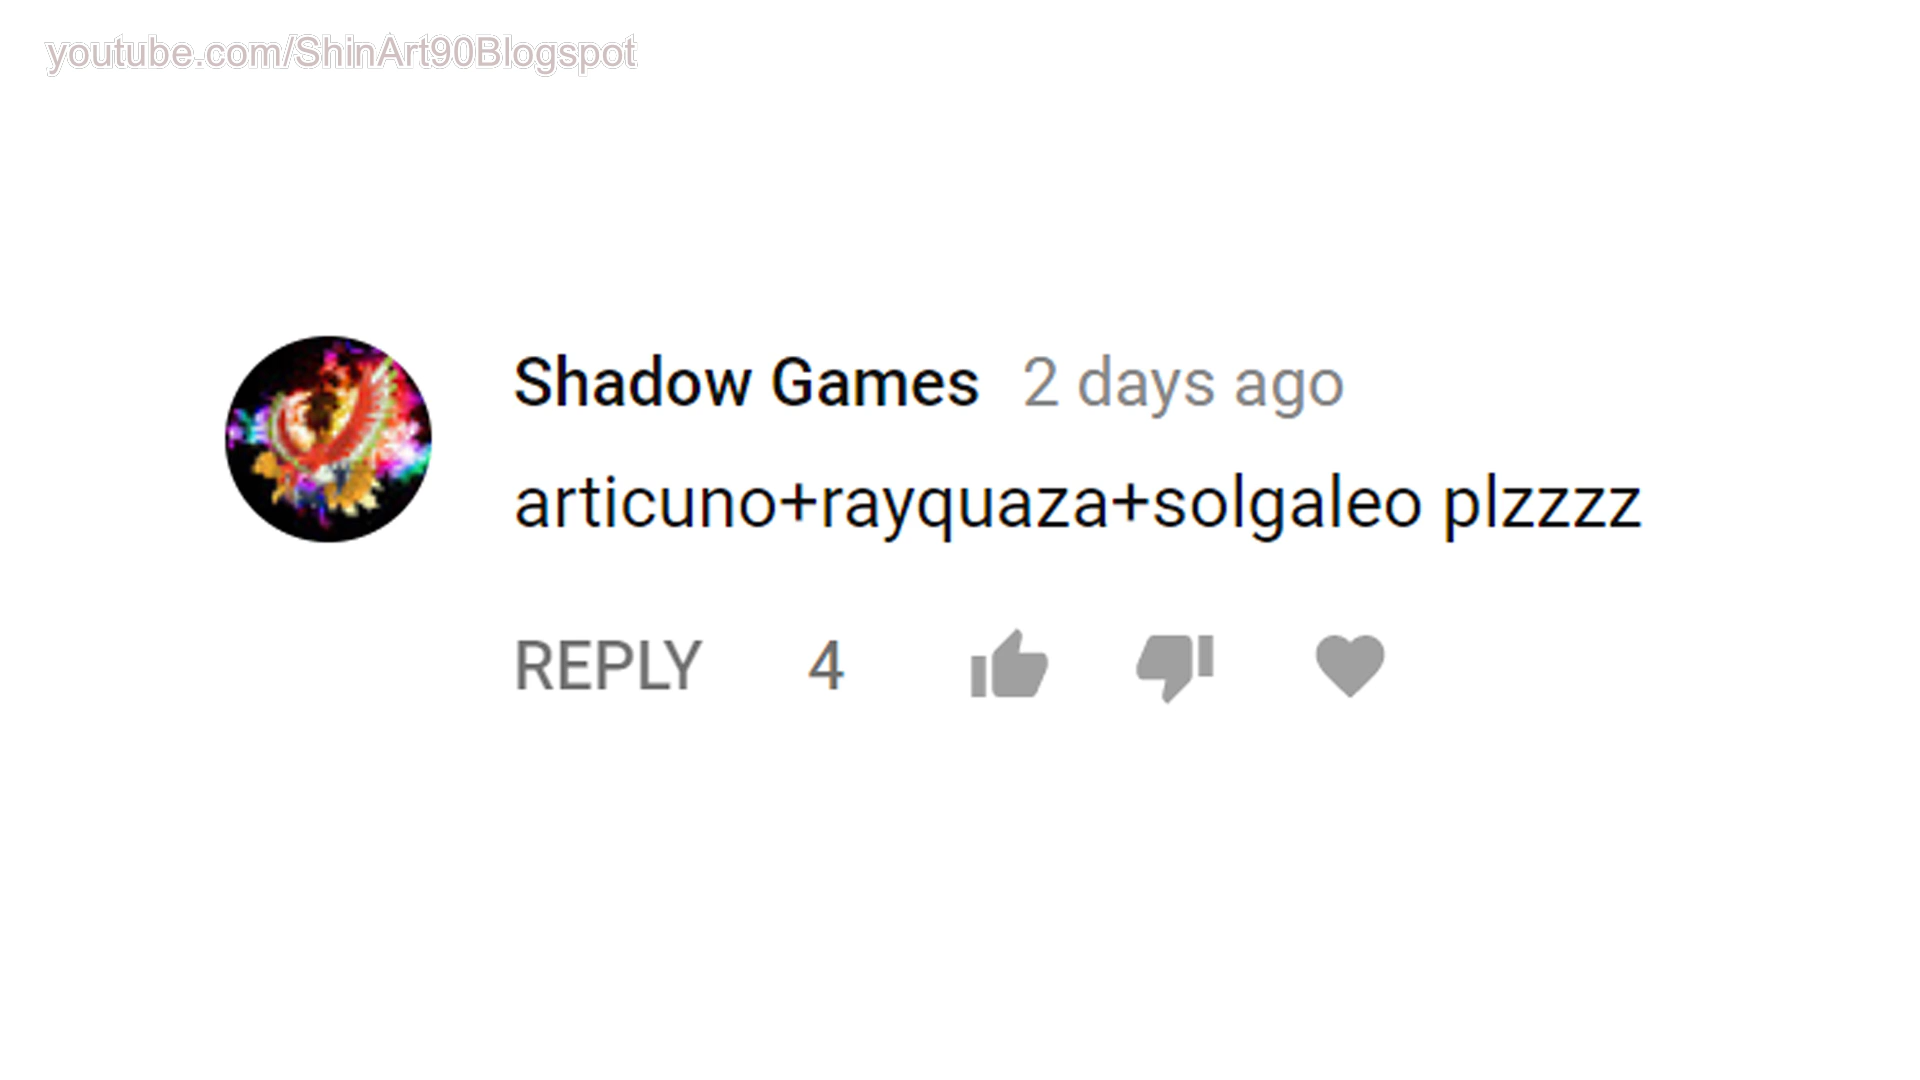 youtube.com/ShinArt90Blogspot
Shadow Games 2 days ago
articuno+rayquaza+solgaleo plzzzz
REPLY 4